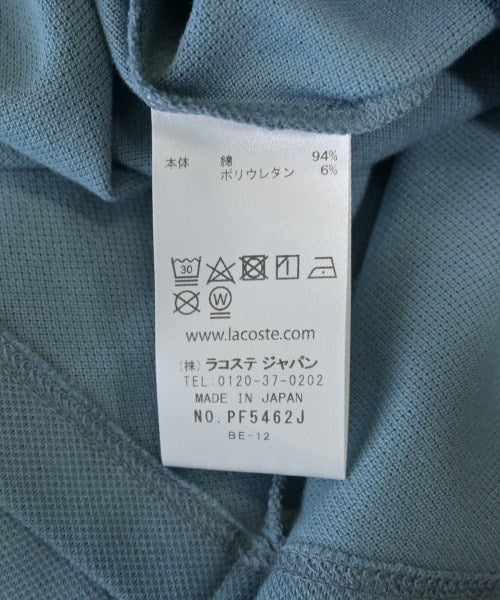 本体 綿 94%
ポリウレタン 6%
30
W
www.lacoste.com
(株) ラコステ ジャパン
TEL:0120-37-0202
MADE IN JAPAN
NO. PF5462J
BE-12